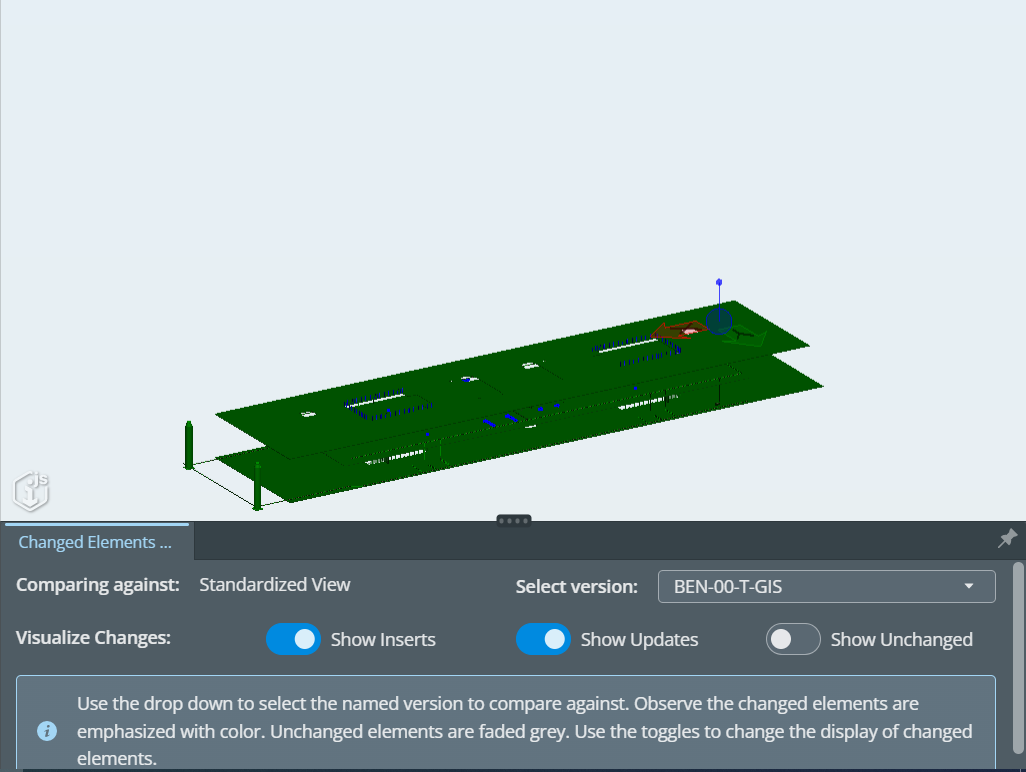 js
Changed Elements ...
Comparing against: Standardized View Select version: BEN-00-T-GIS
Visualize Changes: Show Inserts Show Updates Show Unchanged
Use the drop down to select the named version to compare against. Observe the changed elements are
emphasized with color. Unchanged elements are faded grey. Use the toggles to change the display of changed
elements.